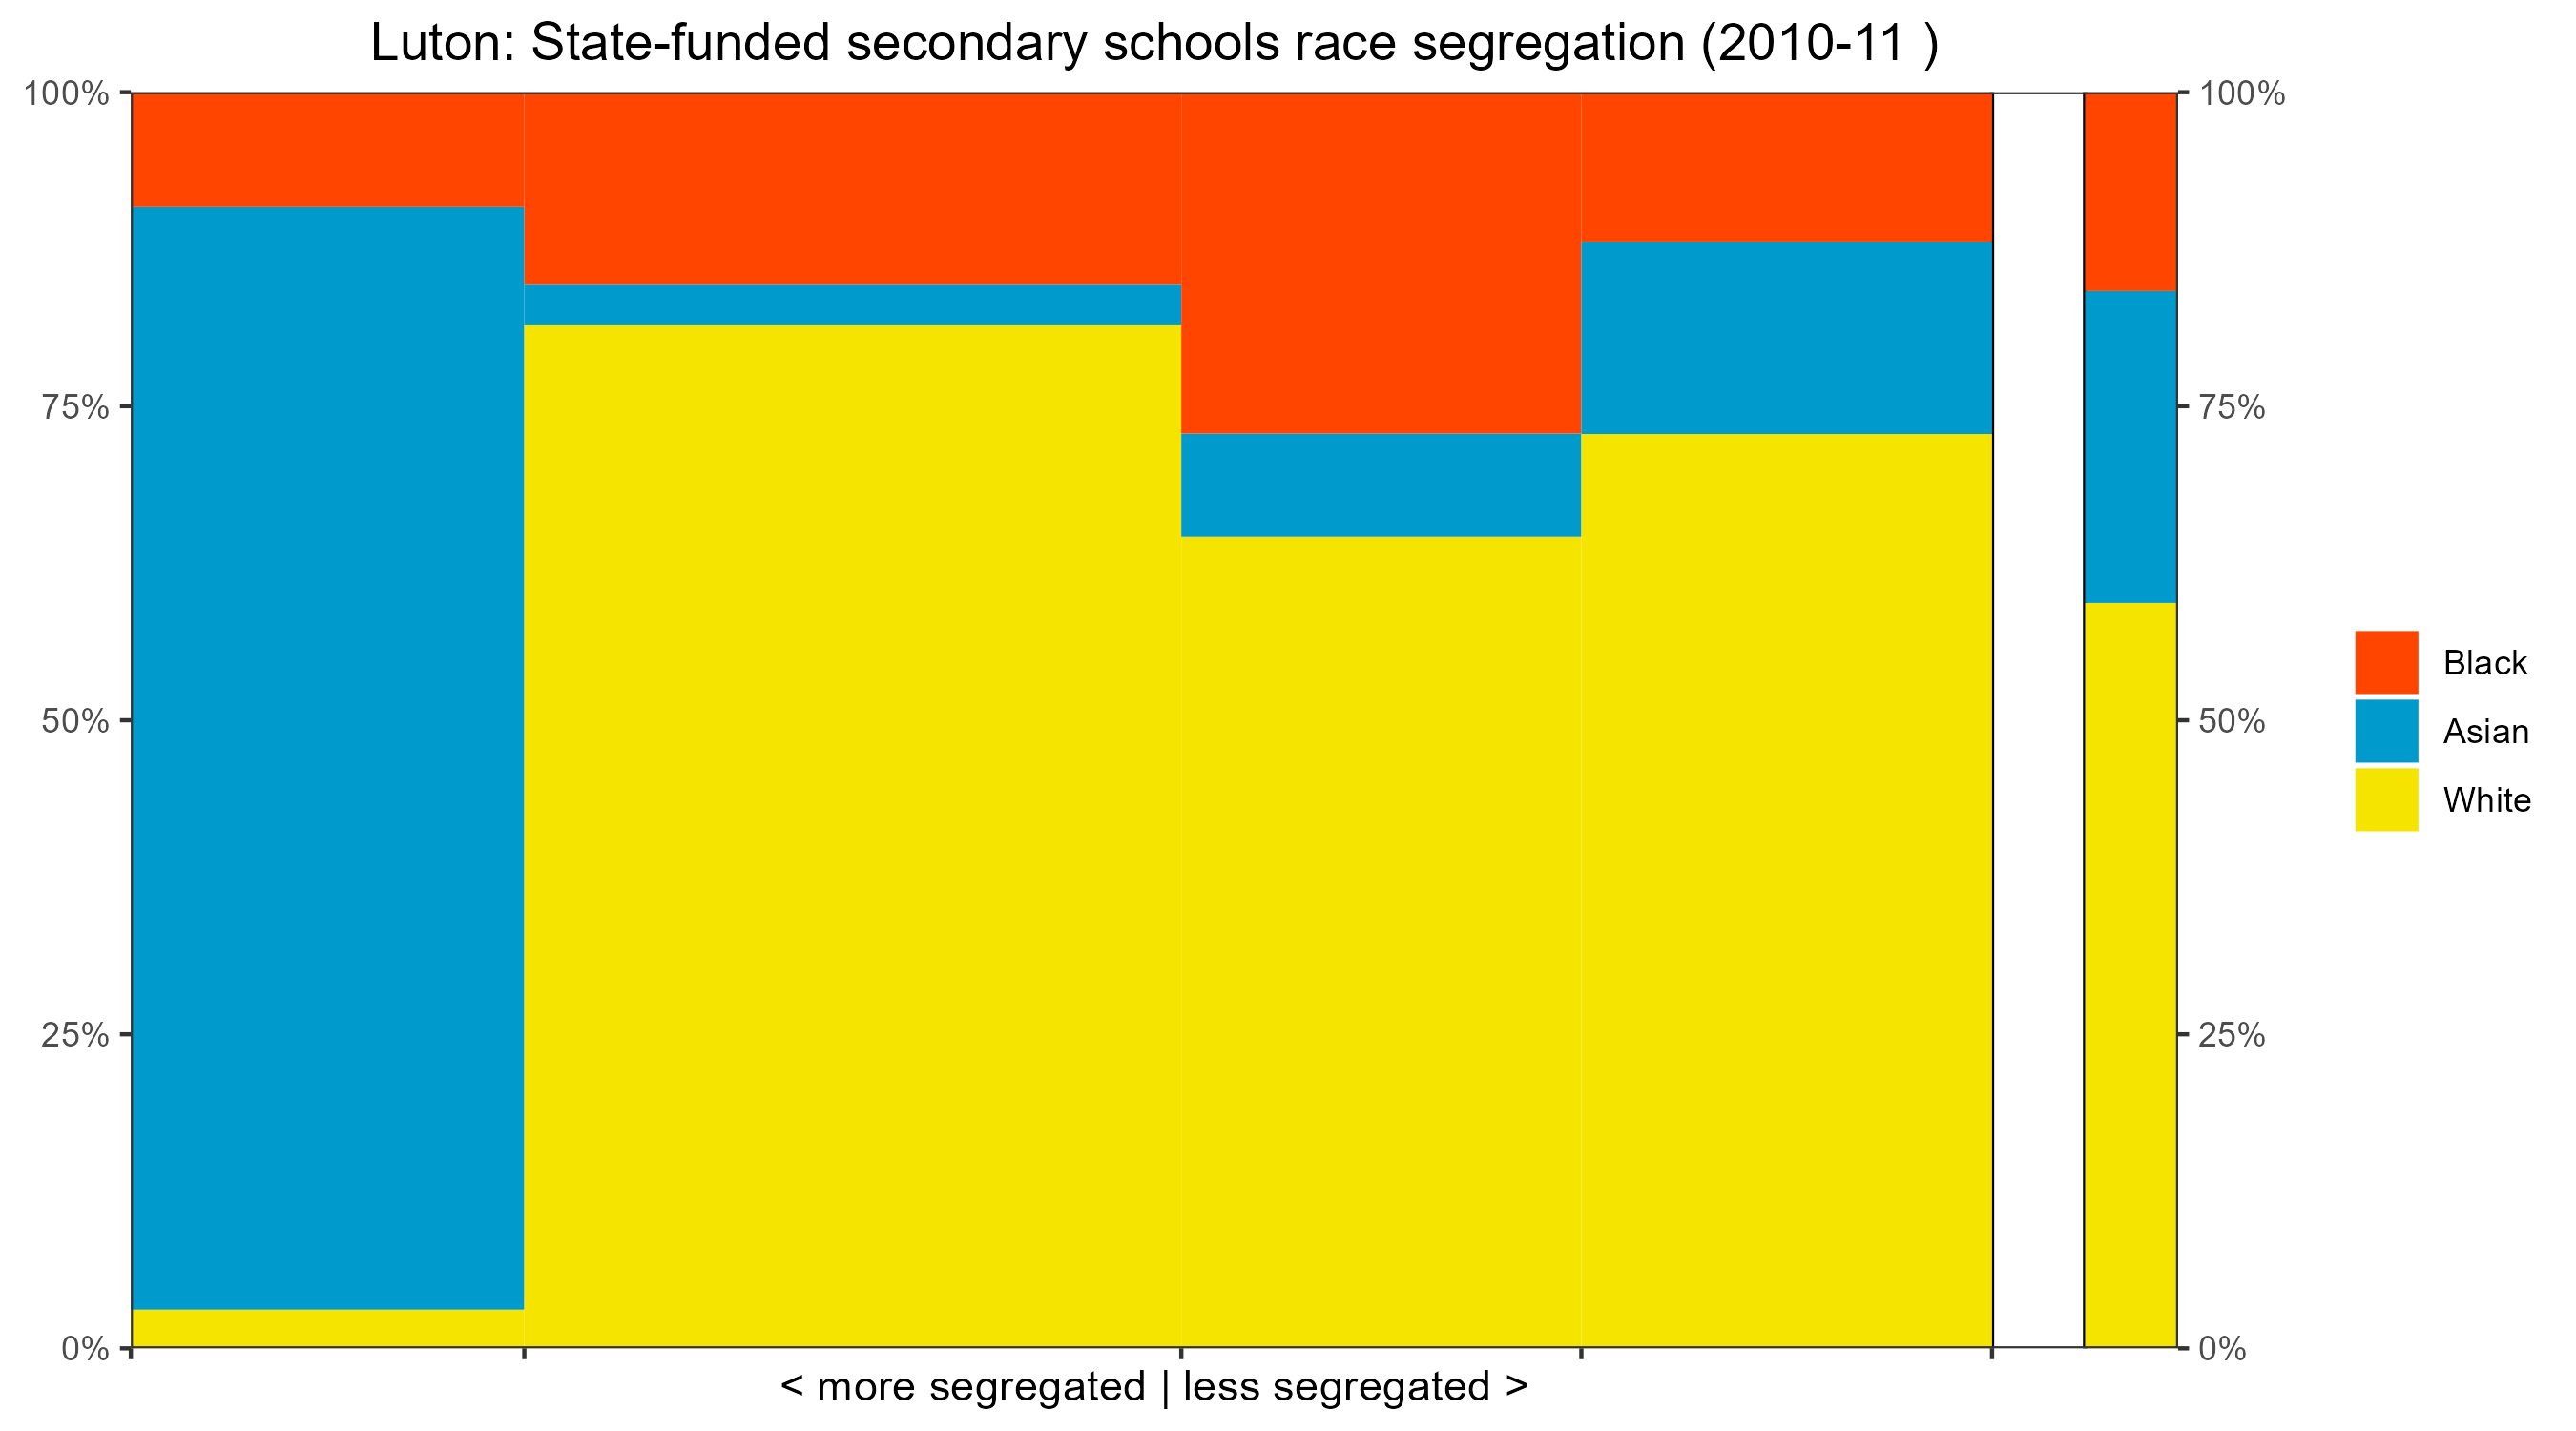 Luton: State-funded secondary schools race segregation (2010-11 )
100%
75%
50%
25%
0%
100%
75%
50%
25%
0%
< more segregated | less segregated >
Black
Asian
White